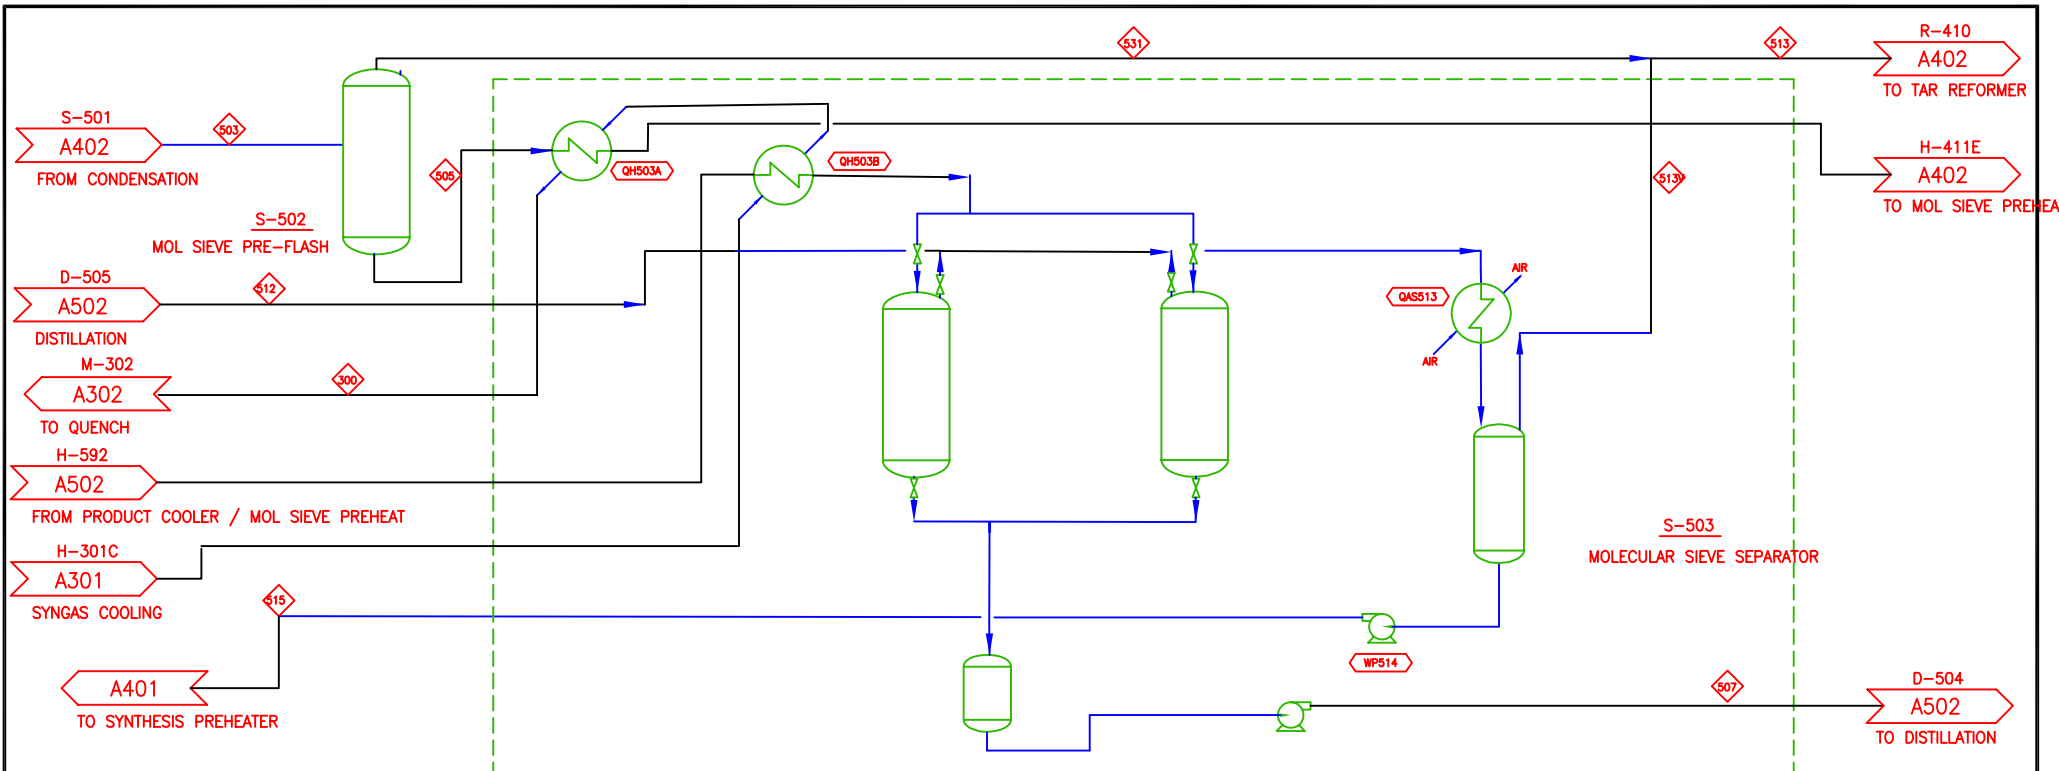 531
513
R-410
A402
TO TAR REFORMER
S-501
503
A402
FROM CONDENSATION
505
QH503A
QH503B
H-411E
A402
TO MOL SIEVE PREHEA
513V
S-502
MOL SIEVE PRE-FLASH
D-505
512
A502
DISTILLATION
AIR
QAS513
AIR
M-302
300
A302
TO QUENCH
H-592
A502
FROM PRODUCT COOLER / MOL SIEVE PREHEAT
S-503
MOLECULAR SIEVE SEPARATOR
H-301C
A301
SYNGAS COOLING
515
WP514
A401
TO SYNTHESIS PREHEATER
507
D-504
A502
TO DISTILLATION